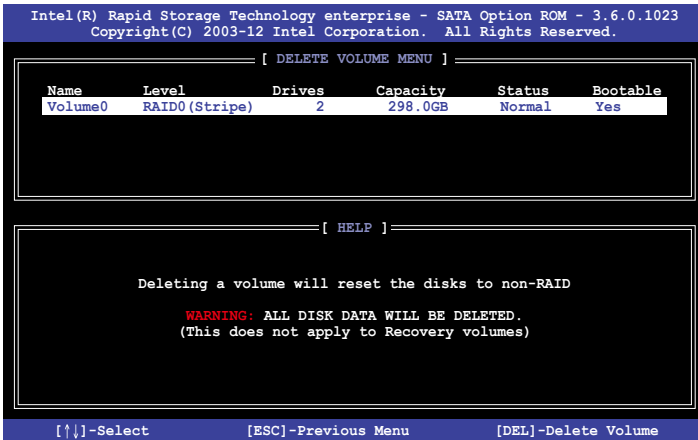 Intel(R) Rapid Storage Technology enterprise - SATA Option ROM - 3.6.0.1023
Copyright(C) 2003-12 Intel Corporation. All Rights Reserved.
[ DELETE VOLUME MENU ]
Name Level Drives Capacity Status Bootable
Volume0 RAID0(Stripe) 2 298.0GB Normal Yes
[ HELP ]
Deleting a volume will reset the disks to non-RAID
WARNING: ALL DISK DATA WILL BE DELETED.
(This does not apply to Recovery volumes)
[↑↓]-Select [ESC]-Previous Menu [DEL]-Delete Volume